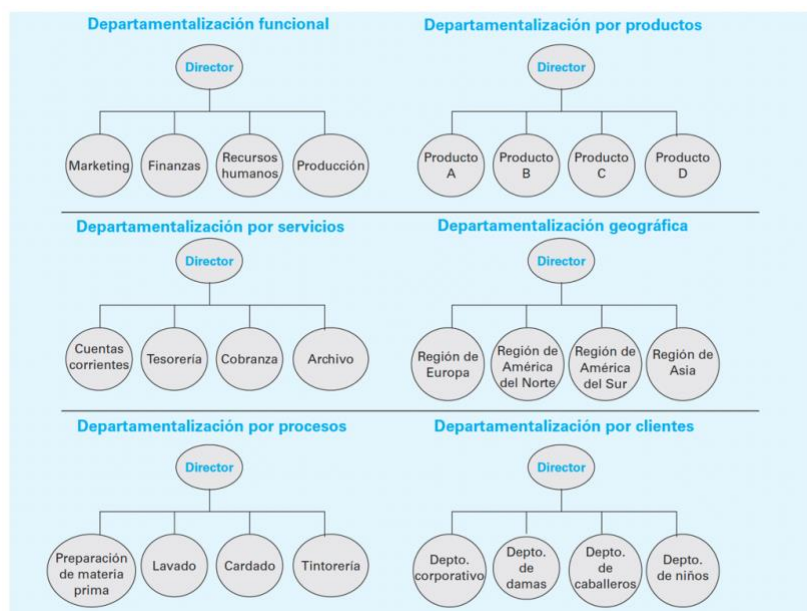 Departamentalización funcional
Director
Marketing
Finanzas
Recursos
humanos
Producción
Departamentalización por productos
Director
Producto
A
Producto
B
Producto
C
Producto
D
Departamentalización por servicios
Director
Cuentas
corrientes
Tesorería
Cobranza
Archivo
Departamentalización geográfica
Director
Región de
Europa
Región de
América
del Norte
Región de
América
del Sur
Región de
Asia
Departamentalización por procesos
Director
Preparación
de materia
prima
Lavado
Cardado
Tintorería
Departamentalización por clientes
Director
Depto.
corporativo
Depto.
de
damas
Depto.
de
caballeros
Depto.
de niños